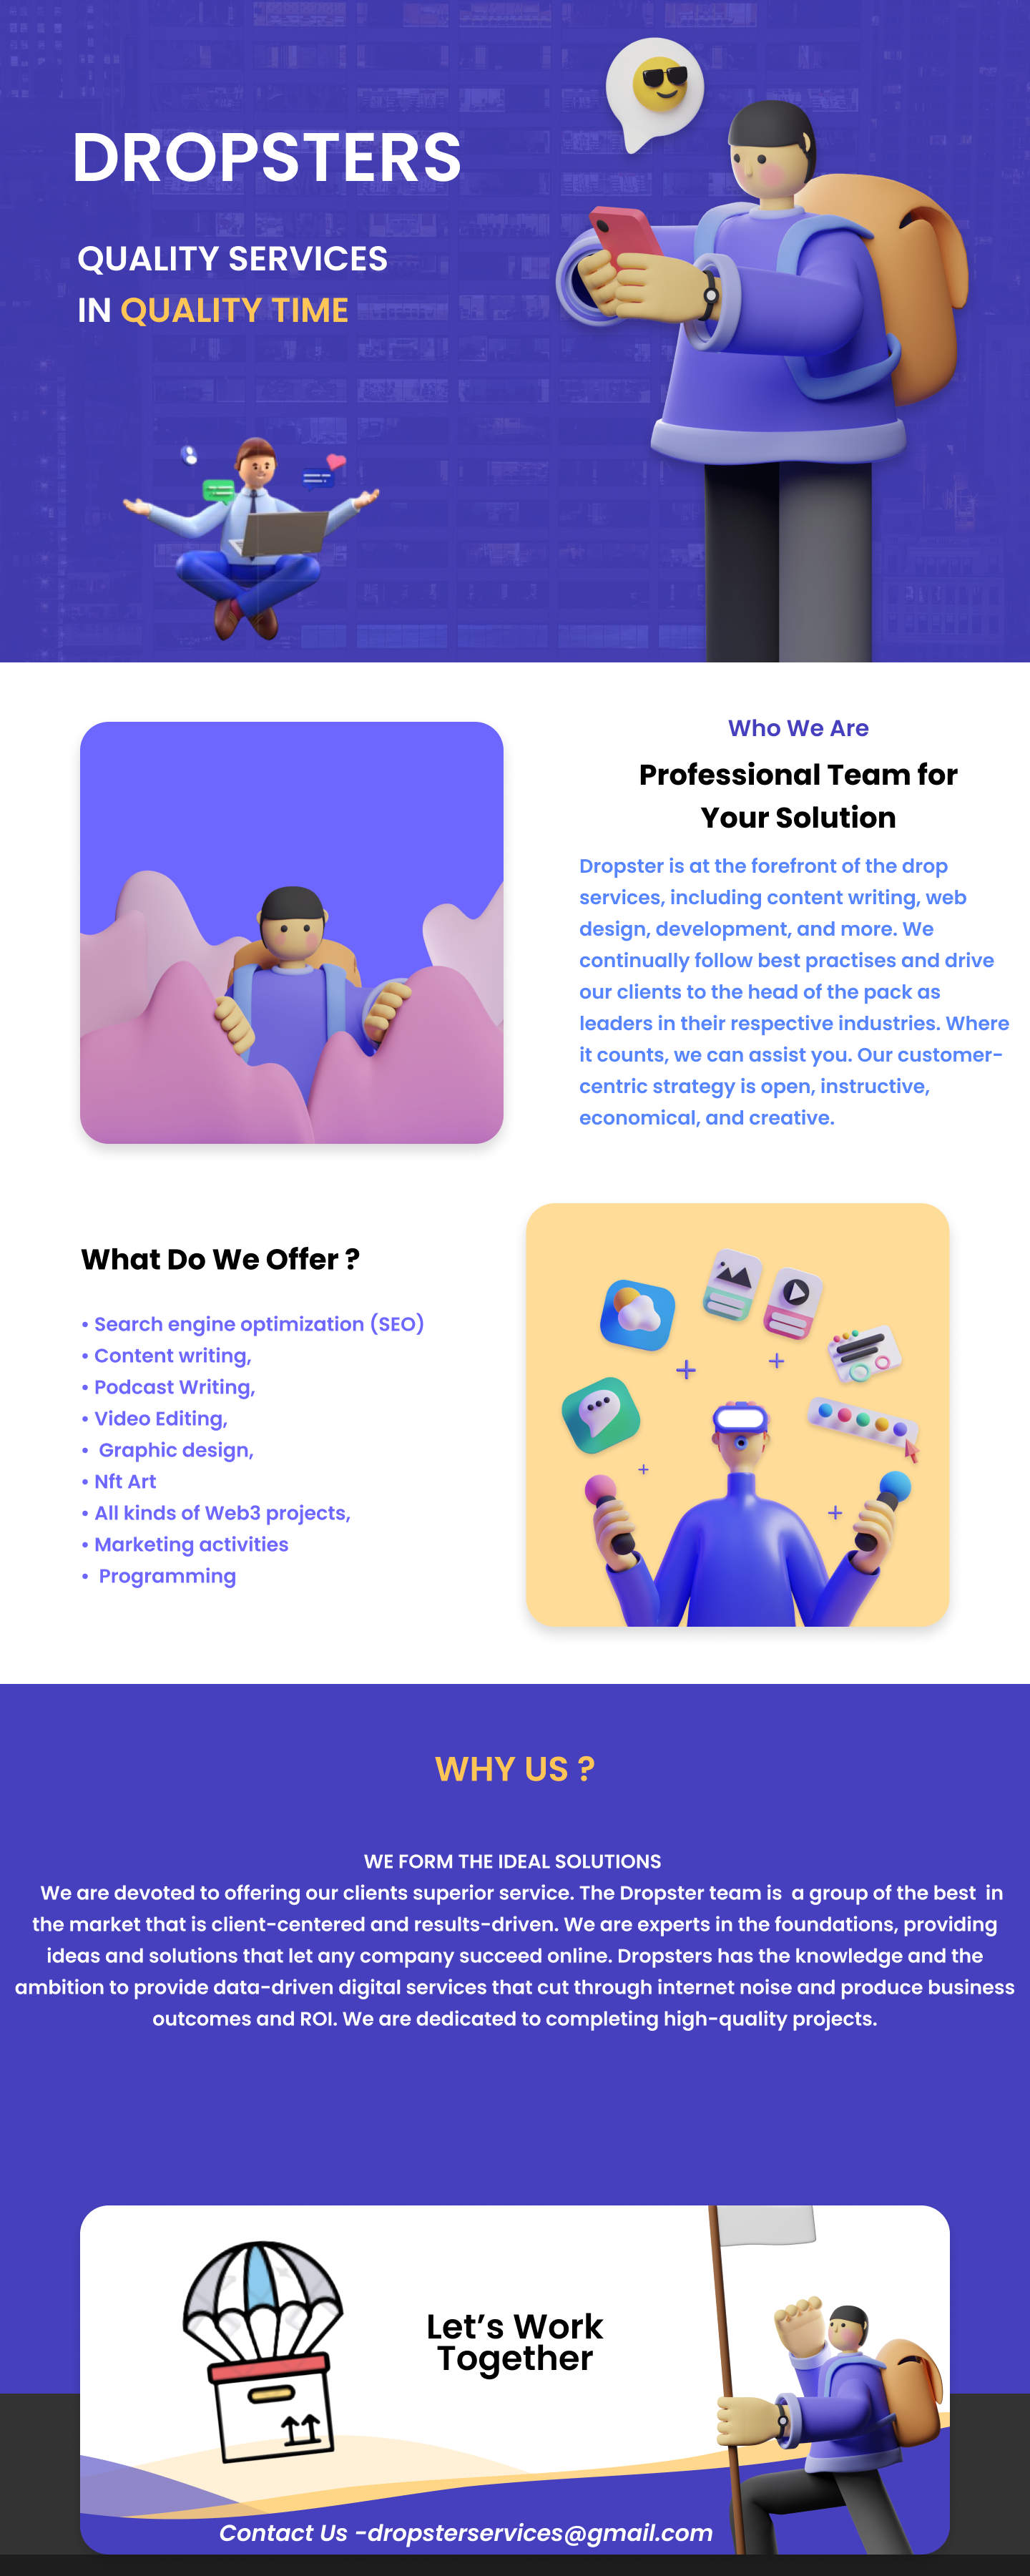 DROPSTERS
QUALITY SERVICES
IN QUALITY TIME
Who We Are
Professional Team for
Your Solution
Dropster is at the forefront of the drop
services, including content writing, web
design, development, and more. We
continually follow best practises and drive
our clients to the head of the pack as
leaders in their respective industries. Where
it counts, we can assist you. Our customer-
centric strategy is open, instructive,
economical, and creative.
What Do We Offer ?
• Search engine optimization (SEO)
• Content writing,
• Podcast Writing,
• Video Editing,
•  Graphic design,
• Nft Art
• All kinds of Web3 projects,
• Marketing activities
•  Programming
WHY US ?
WE FORM THE IDEAL SOLUTIONS
We are devoted to offering our clients superior service. The Dropster team is  a group of the best  in
the market that is client-centered and results-driven. We are experts in the foundations, providing
ideas and solutions that let any company succeed online. Dropsters has the knowledge and the
ambition to provide data-driven digital services that cut through internet noise and produce business
outcomes and ROI. We are dedicated to completing high-quality projects.
Let's Work
Together
Contact Us -dropsterservices@gmail.com